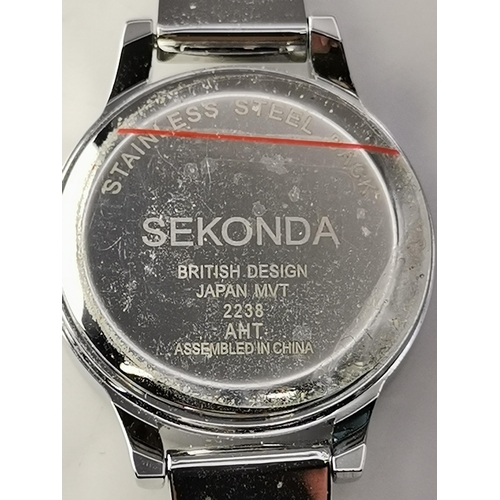 STAINLESS STEEL BACK
SEKONDA
BRITISH DESIGN
JAPAN MVT
2238
AHT
ASSEMBLED IN CHINA